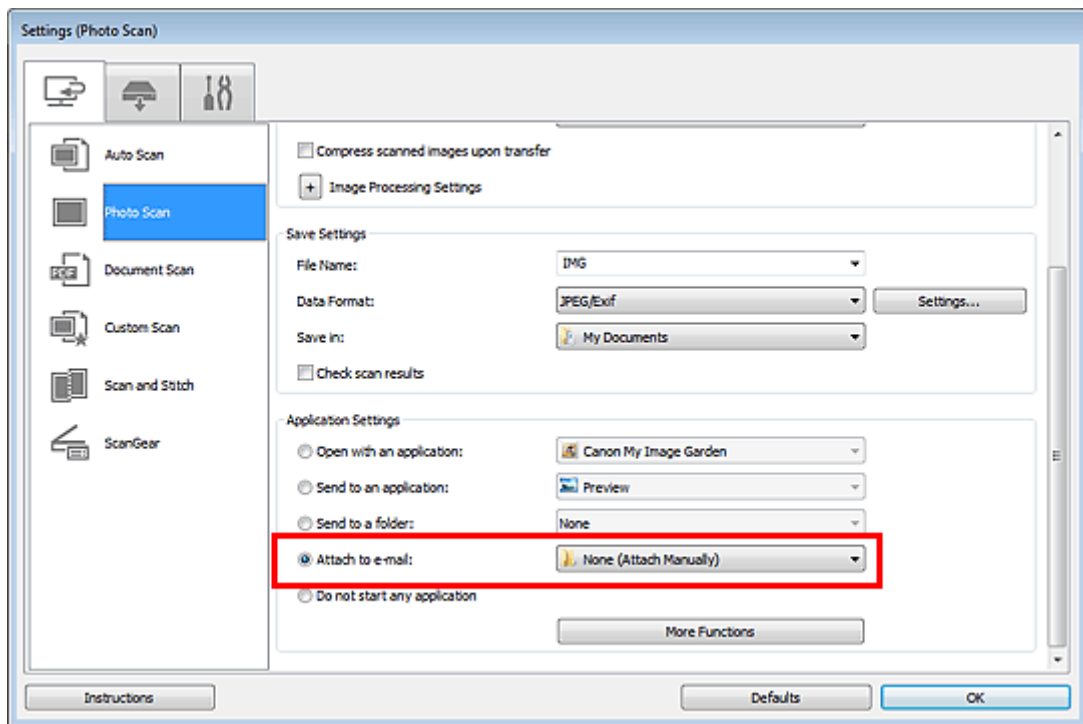 Settings (Photo Scan)
Auto Scan
Photo Scan
PDF
Document Scan
Custom Scan
Scan and Stitch
ScanGear
Compress scanned images upon transfer
+ Image Processing Settings
Save Settings
File Name: IMG
Data Format: JPEG/Exif Settings...
Save in: My Documents
Check scan results
Application Settings
Open with an application: Canon My Image Garden
Send to an application: Preview
Send to a folder: None
Attach to e-mail: None (Attach Manually)
Do not start any application
More Functions
Instructions Defaults OK